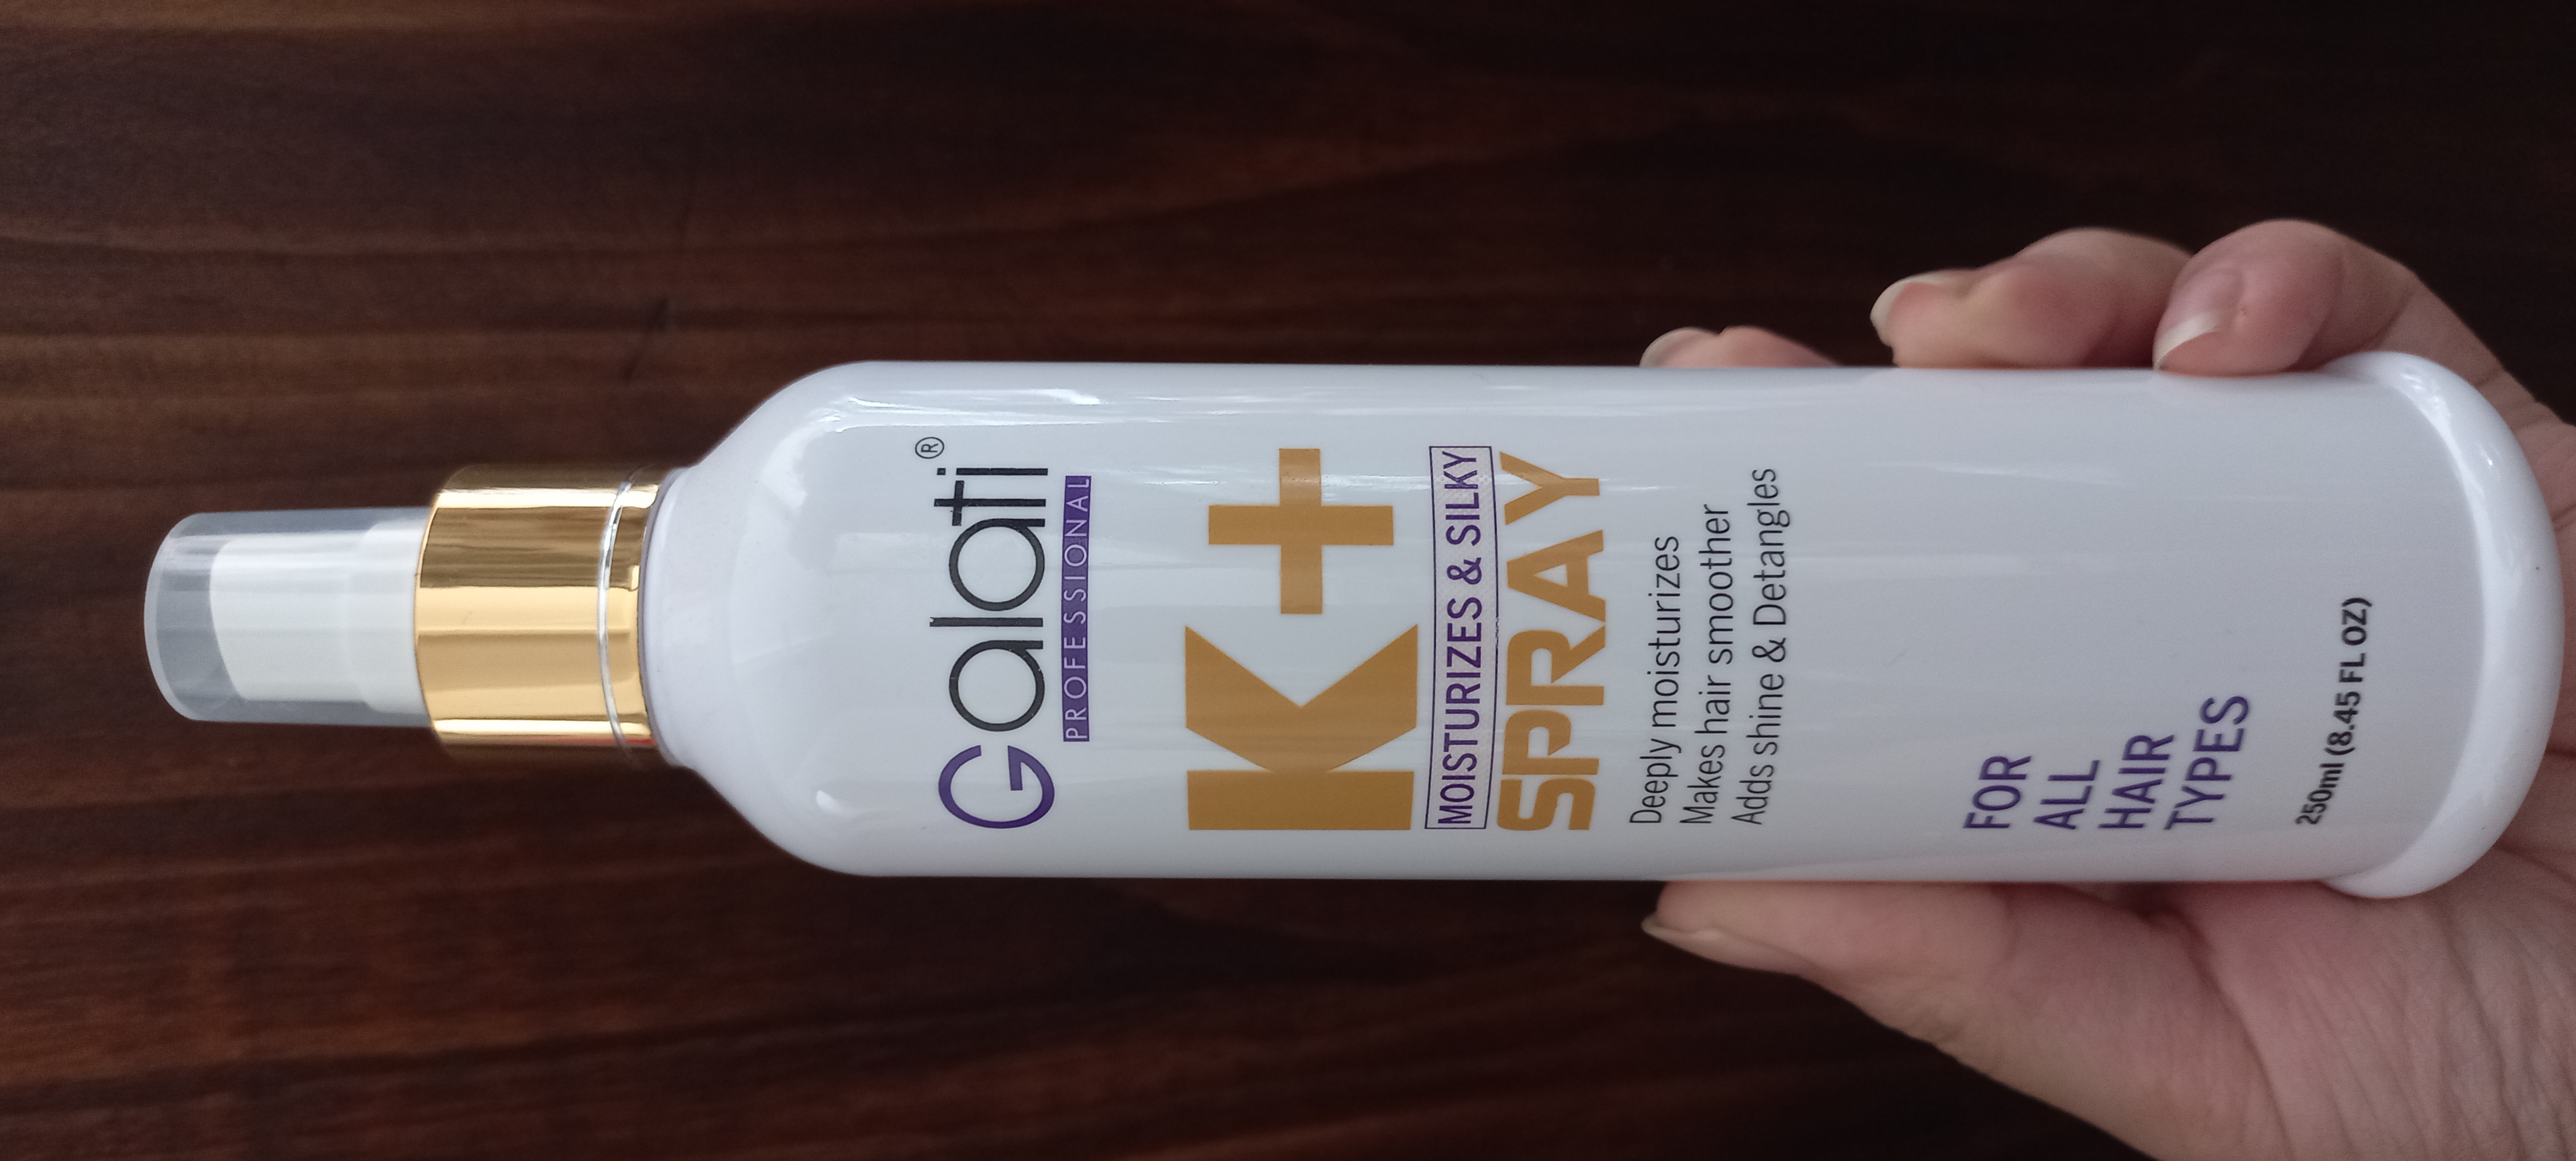 Galati®
PROFESSIONAL
K+
MOISTURIZES & SILKY
SPRAY
Deeply moisturizes
Makes hair smoother
Adds shine & Detangles
FOR
ALL
HAIR
TYPES
250ml (8.45 FL OZ)